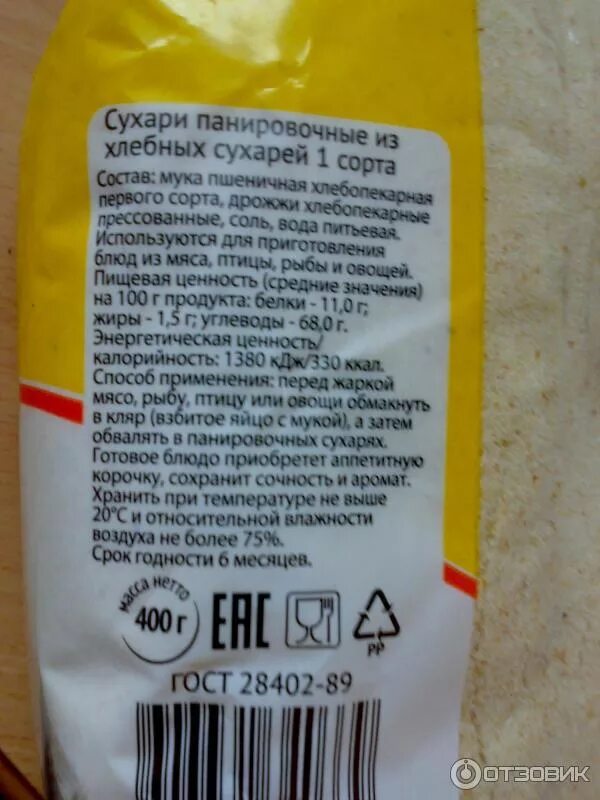 Сухари панировочные из
хлебных сухарей 1 сорта
Состав: мука пшеничная хлебопекарная
первого сорта, дрожжи хлебопекарные
прессованные, соль, вода питьевая.
Используются для приготовления
блюд из мяса, птицы, рыбы и овощей.
Пищевая ценность (средние значения)
на 100 г продукта: белки - 11,0 г;
жиры - 1,5 г; углеводы - 68,0 г.
Энергетическая ценность/
калорийность: 1380 кДж/330 ккал.
Способ применения: перед жаркой
мясо, рыбу, птицу или овощи обмакнуть
в кляр (взбитое яйцо с мукой), а затем
обвалять в панировочных сухарях.
Готовое блюдо приобретет аппетитную
корочку, сохранит сочность и аромат.
Хранить при температуре не выше
20°С и относительной влажности
воздуха не более 75%.
Срок годности 6 месяцев.
масса нетто
400 г
ЕАС
PP
ГОСТ 28402-89
ОТЗОВИК